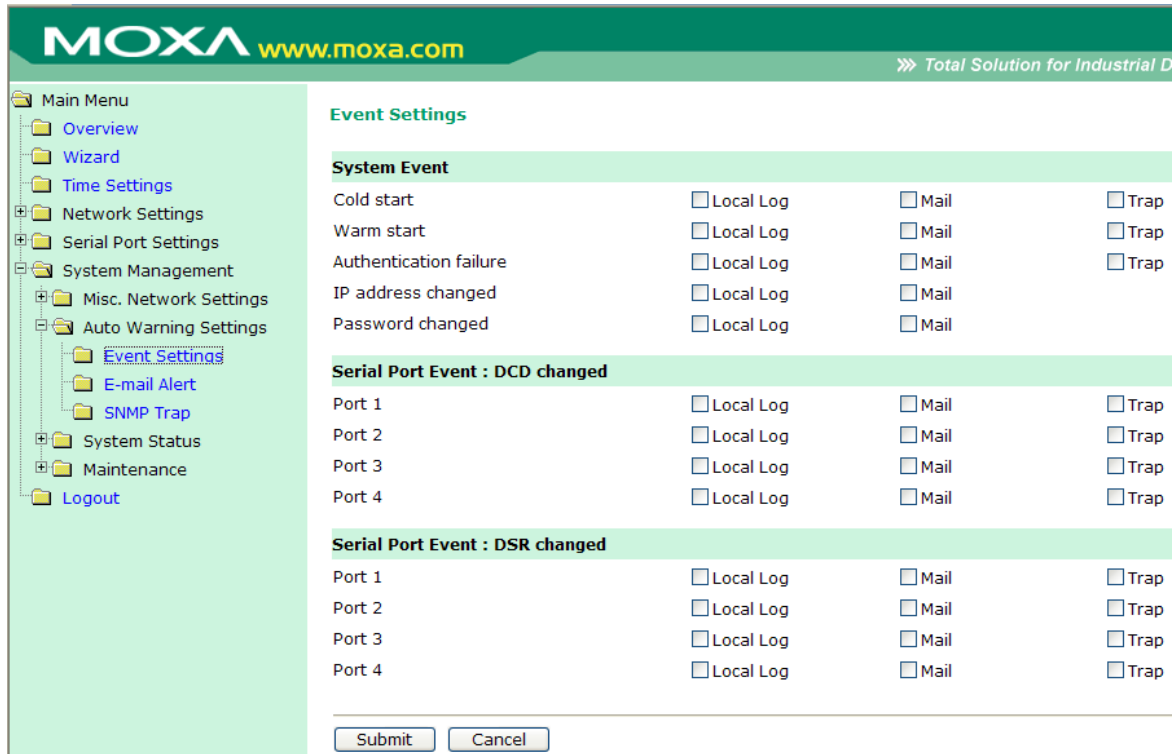 MOXA www.moxa.com
Total Solution for Industrial D
Main Menu
Overview
Wizard
Time Settings
Network Settings
Serial Port Settings
System Management
Misc. Network Settings
Auto Warning Settings
Event Settings
E-mail Alert
SNMP Trap
System Status
Maintenance
Logout
Event Settings
System Event
Cold start Local Log Mail Trap
Warm start Local Log Mail Trap
Authentication failure Local Log Mail Trap
IP address changed Local Log Mail
Password changed Local Log Mail
Serial Port Event : DCD changed
Port 1 Local Log Mail Trap
Port 2 Local Log Mail Trap
Port 3 Local Log Mail Trap
Port 4 Local Log Mail Trap
Serial Port Event : DSR changed
Port 1 Local Log Mail Trap
Port 2 Local Log Mail Trap
Port 3 Local Log Mail Trap
Port 4 Local Log Mail Trap
Submit Cancel